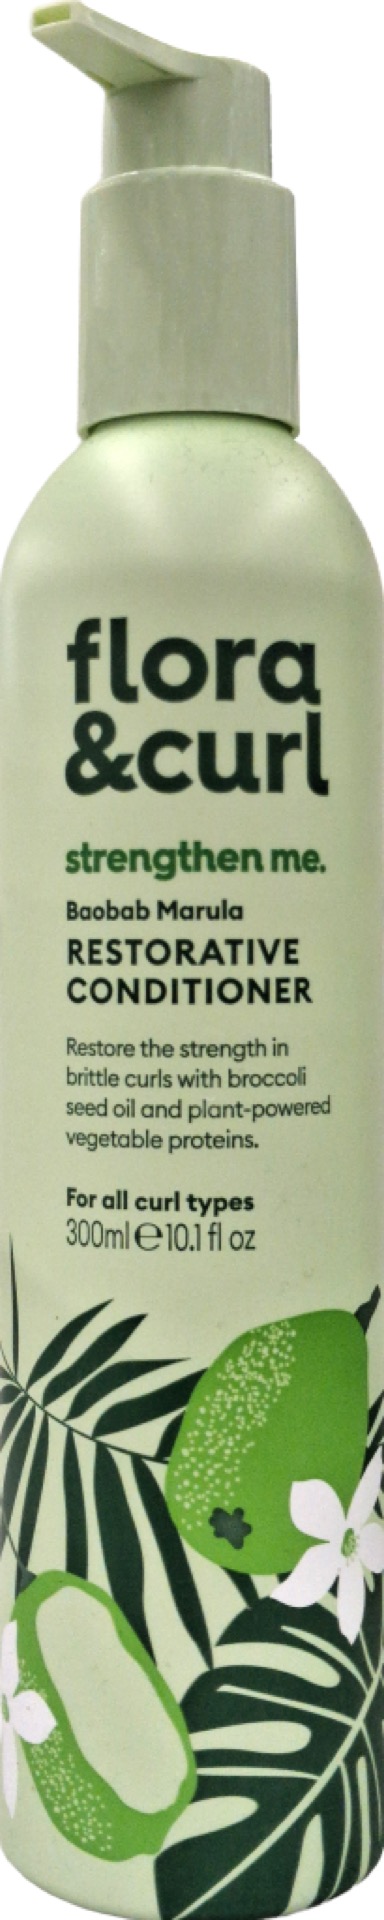 flora
&curl
strengthen me.
Baobab Marula
RESTORATIVE
CONDITIONER
Restore the strength in
brittle curls with broccoli
seed oil and plant-powered
vegetable proteins.
For all curl types
300ml℮10.1 fl oz